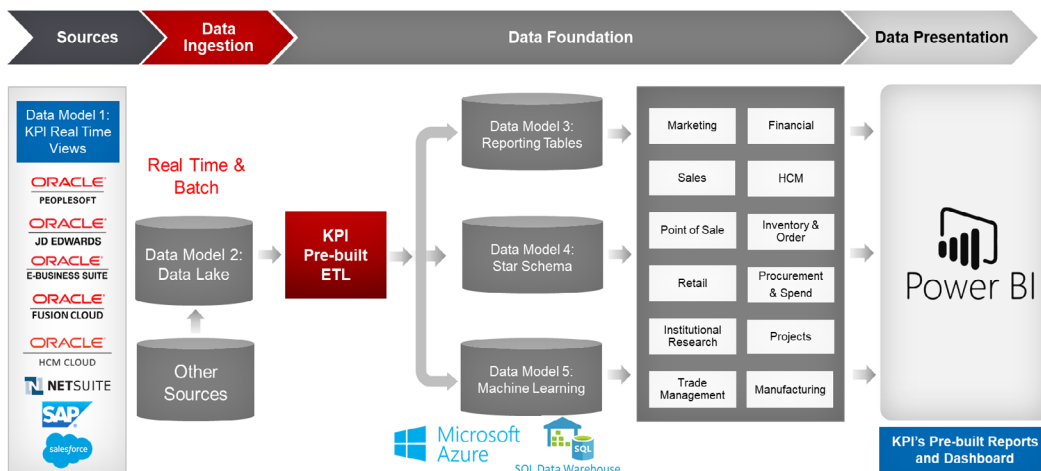 Sources
Data
Ingestion
Data Foundation
Data Presentation
Data Model 1:
KPI Real Time
Views
ORACLE
PEOPLESOFT
ORACLE
JD EDWARDS
ORACLE
E-BUSINESS SUITE
ORACLE
FUSION CLOUD
ORACLE
HCM CLOUD
N NETSUITE
SAP
salesforce
Real Time &
Batch
Data Model 2:
Data Lake
Other
Sources
KPI
Pre-built
ETL
Data Model 3:
Reporting Tables
Data Model 4:
Star Schema
Data Model 5:
Machine Learning
Microsoft
Azure
SQL
SQL Data Warehouse
Marketing
Financial
Sales
HCM
Point of Sale
Inventory &
Order
Retail
Procurement
& Spend
Institutional
Research
Projects
Trade
Management
Manufacturing
Power BI
KPI's Pre-built Reports
and Dashboard